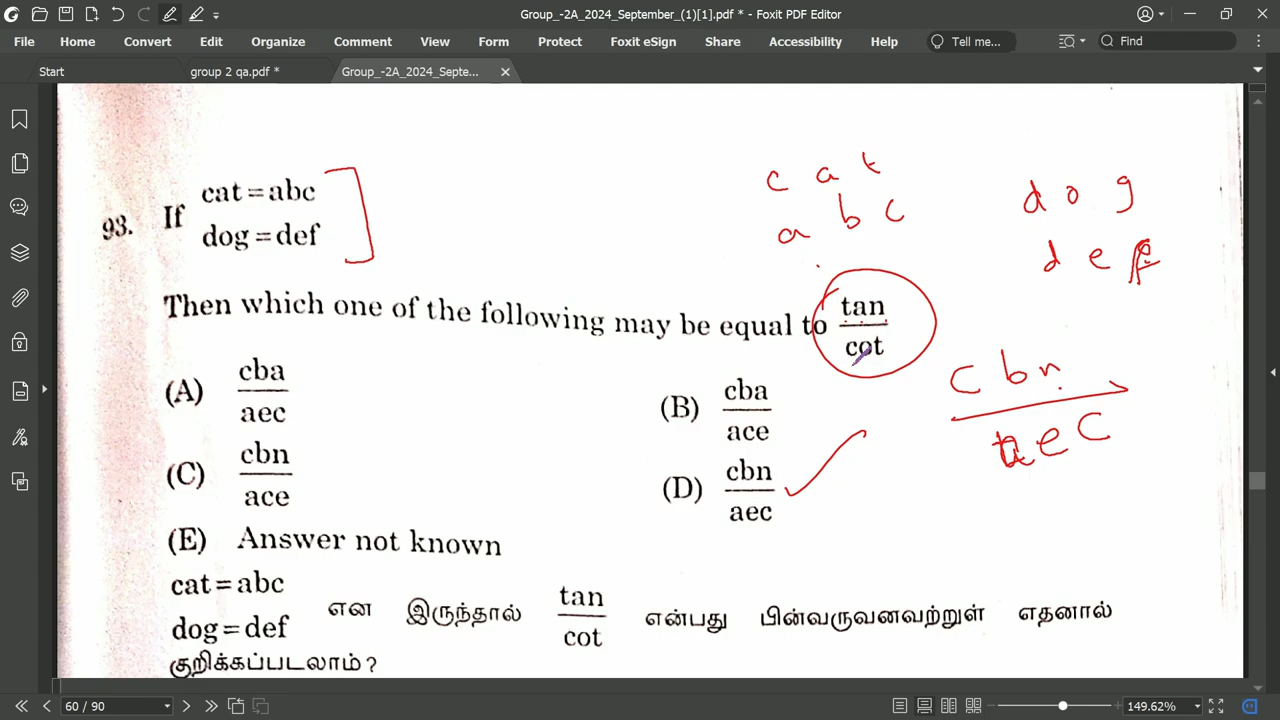 Group_-2A_2024_September_(1)[1].pdf * - Foxit PDF Editor
File Home Convert Edit Organize Comment View Form Protect Foxit eSign Share Accessibility Help Tell me... Find
Start group 2 qa.pdf * Group_-2A_2024_Septe...
c a t
a b c
d o g
d e f
93. If cat = abc
dog = def
Then which one of the following may be equal to tan
cot
c b n
a e c
(A) cba
aec
(B) cba
ace
(C) cbn
ace
(D) cbn
aec
(E) Answer not known
cat = abc
dog = def
என இருந்தால் tan
cot
என்பது பின்வருவனவற்றுள் எதனால்
குறிக்கப்படலாம்?
60 / 90 149.62%